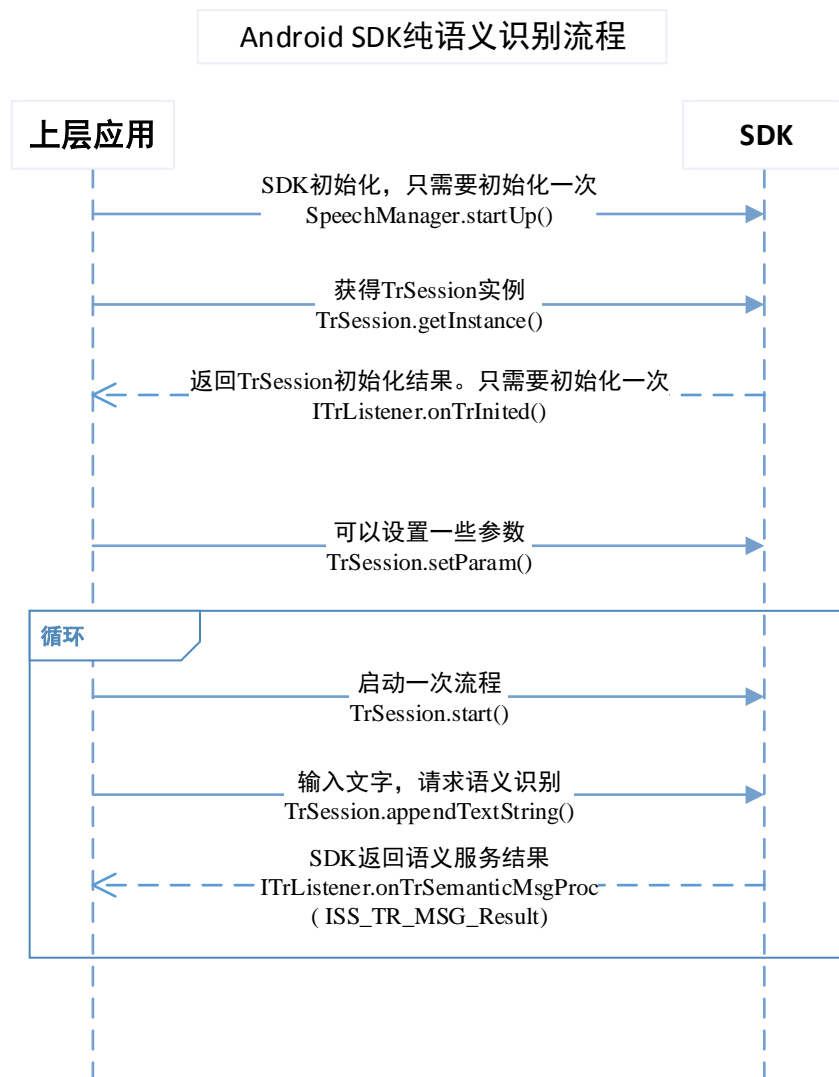 Android SDK纯语义识别流程
上层应用
SDK
SDK初始化，只需要初始化一次
SpeechManager.startUp()
获得TrSession实例
TrSession.getInstance()
返回TrSession初始化结果。只需要初始化一次
ITrListener.onTrInited()
可以设置一些参数
TrSession.setParam()
循环
启动一次流程
TrSession.start()
输入文字，请求语义识别
TrSession.appendTextString()
SDK返回语义服务结果
ITrListener.onTrSemanticMsgProc
( ISS_TR_MSG_Result)